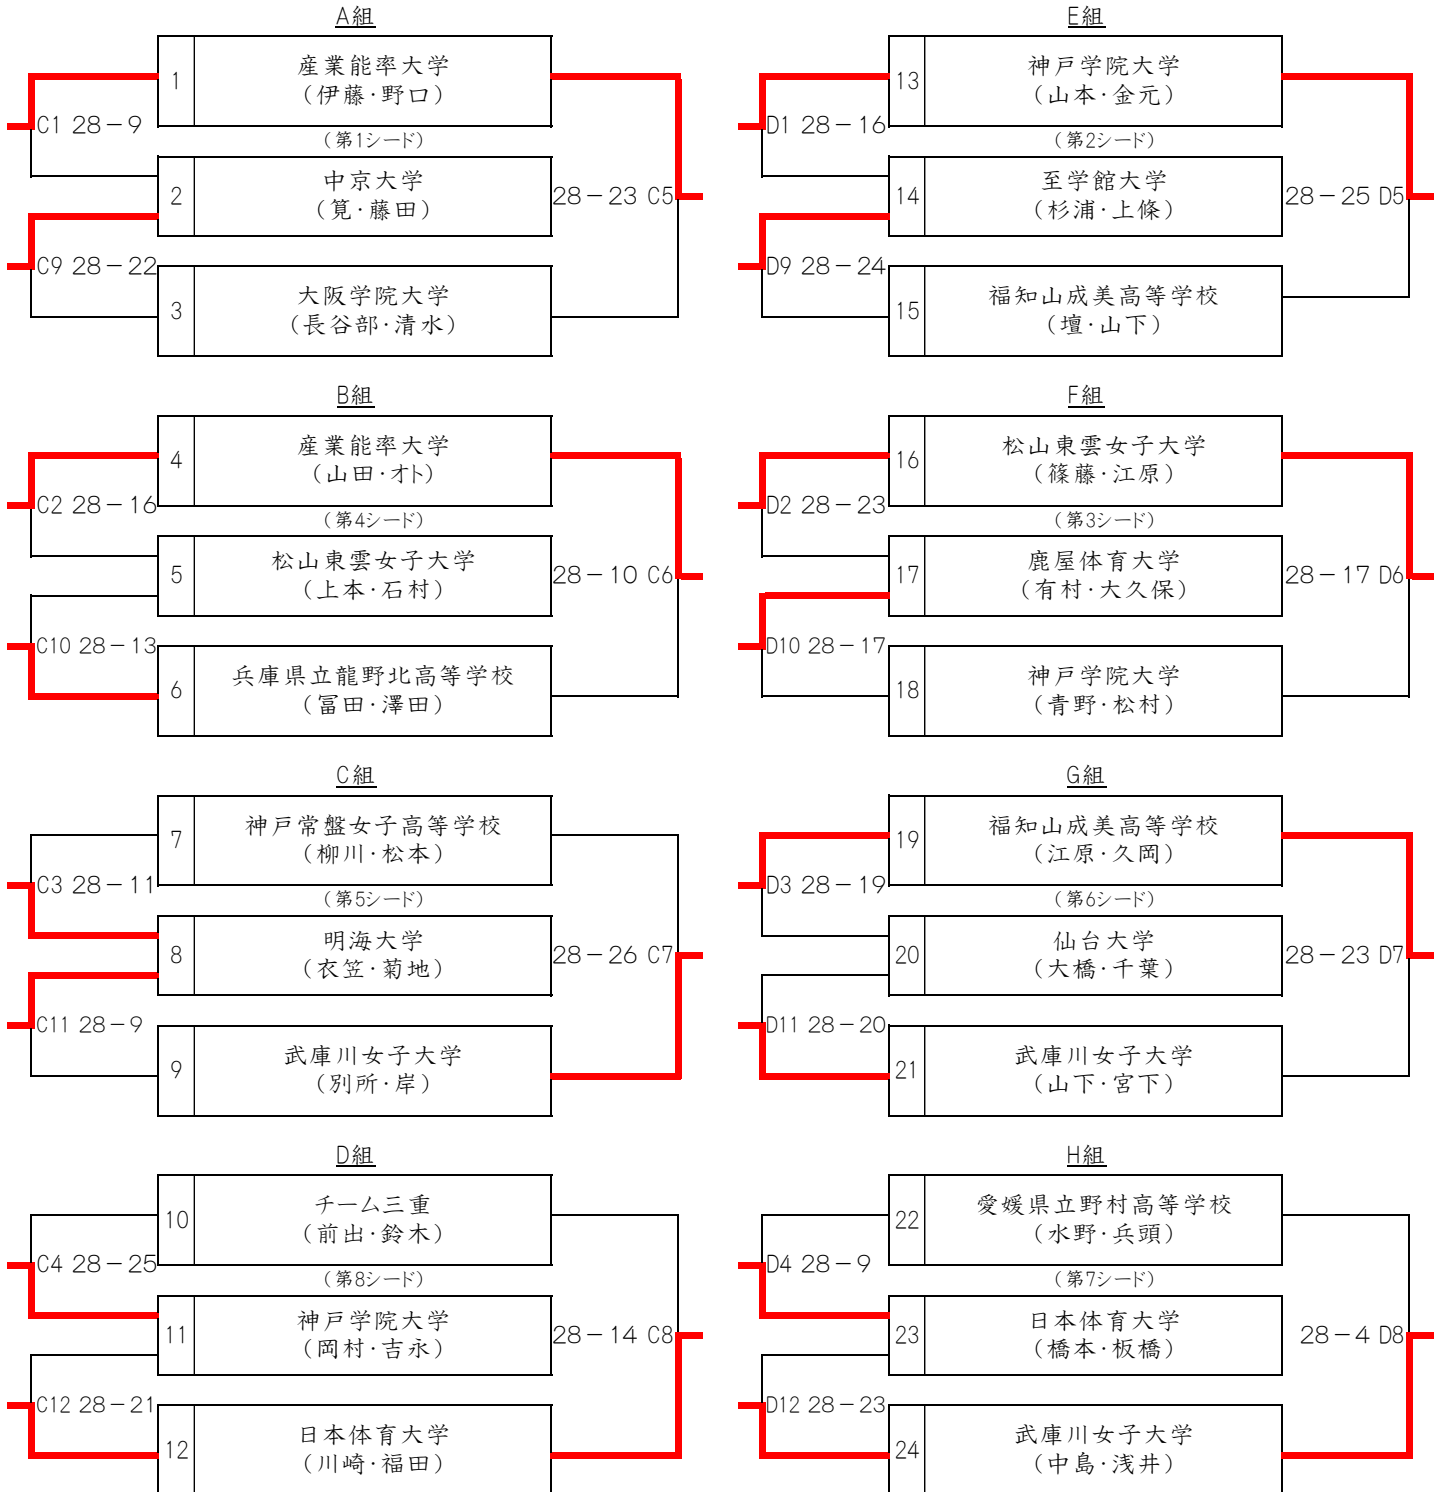 A組
1
産業能率大学
(伊藤・野口)
C1 28-9
(第1シード)
2
中京大学
(筧・藤田)
28-23 C5
C9 28-22
3
大阪学院大学
(長谷部・清水)
B組
4
産業能率大学
(山田・オト)
C2 28-16
(第4シード)
5
松山東雲女子大学
(上本・石村)
28-10 C6
C10 28-13
6
兵庫県立龍野北高等学校
(冨田・澤田)
C組
7
神戸常盤女子高等学校
(柳川・松本)
C3 28-11
(第5シード)
8
明海大学
(衣笠・菊地)
28-26 C7
C11 28-9
9
武庫川女子大学
(別所・岸)
D組
10
チーム三重
(前出・鈴木)
C4 28-25
(第8シード)
11
神戸学院大学
(岡村・吉永)
28-14 C8
C12 28-21
12
日本体育大学
(川崎・福田)
E組
13
神戸学院大学
(山本・金元)
D1 28-16
(第2シード)
14
至学館大学
(杉浦・上條)
28-25 D5
D9 28-24
15
福知山成美高等学校
(壇・山下)
F組
16
松山東雲女子大学
(篠藤・江原)
D2 28-23
(第3シード)
17
鹿屋体育大学
(有村・大久保)
28-17 D6
D10 28-17
18
神戸学院大学
(青野・松村)
G組
19
福知山成美高等学校
(江原・久岡)
D3 28-19
(第6シード)
20
仙台大学
(大橋・千葉)
28-23 D7
D11 28-20
21
武庫川女子大学
(山下・宮下)
H組
22
愛媛県立野村高等学校
(水野・兵頭)
D4 28-9
(第7シード)
23
日本体育大学
(橋本・板橋)
28-4 D8
D12 28-23
24
武庫川女子大学
(中島・浅井)